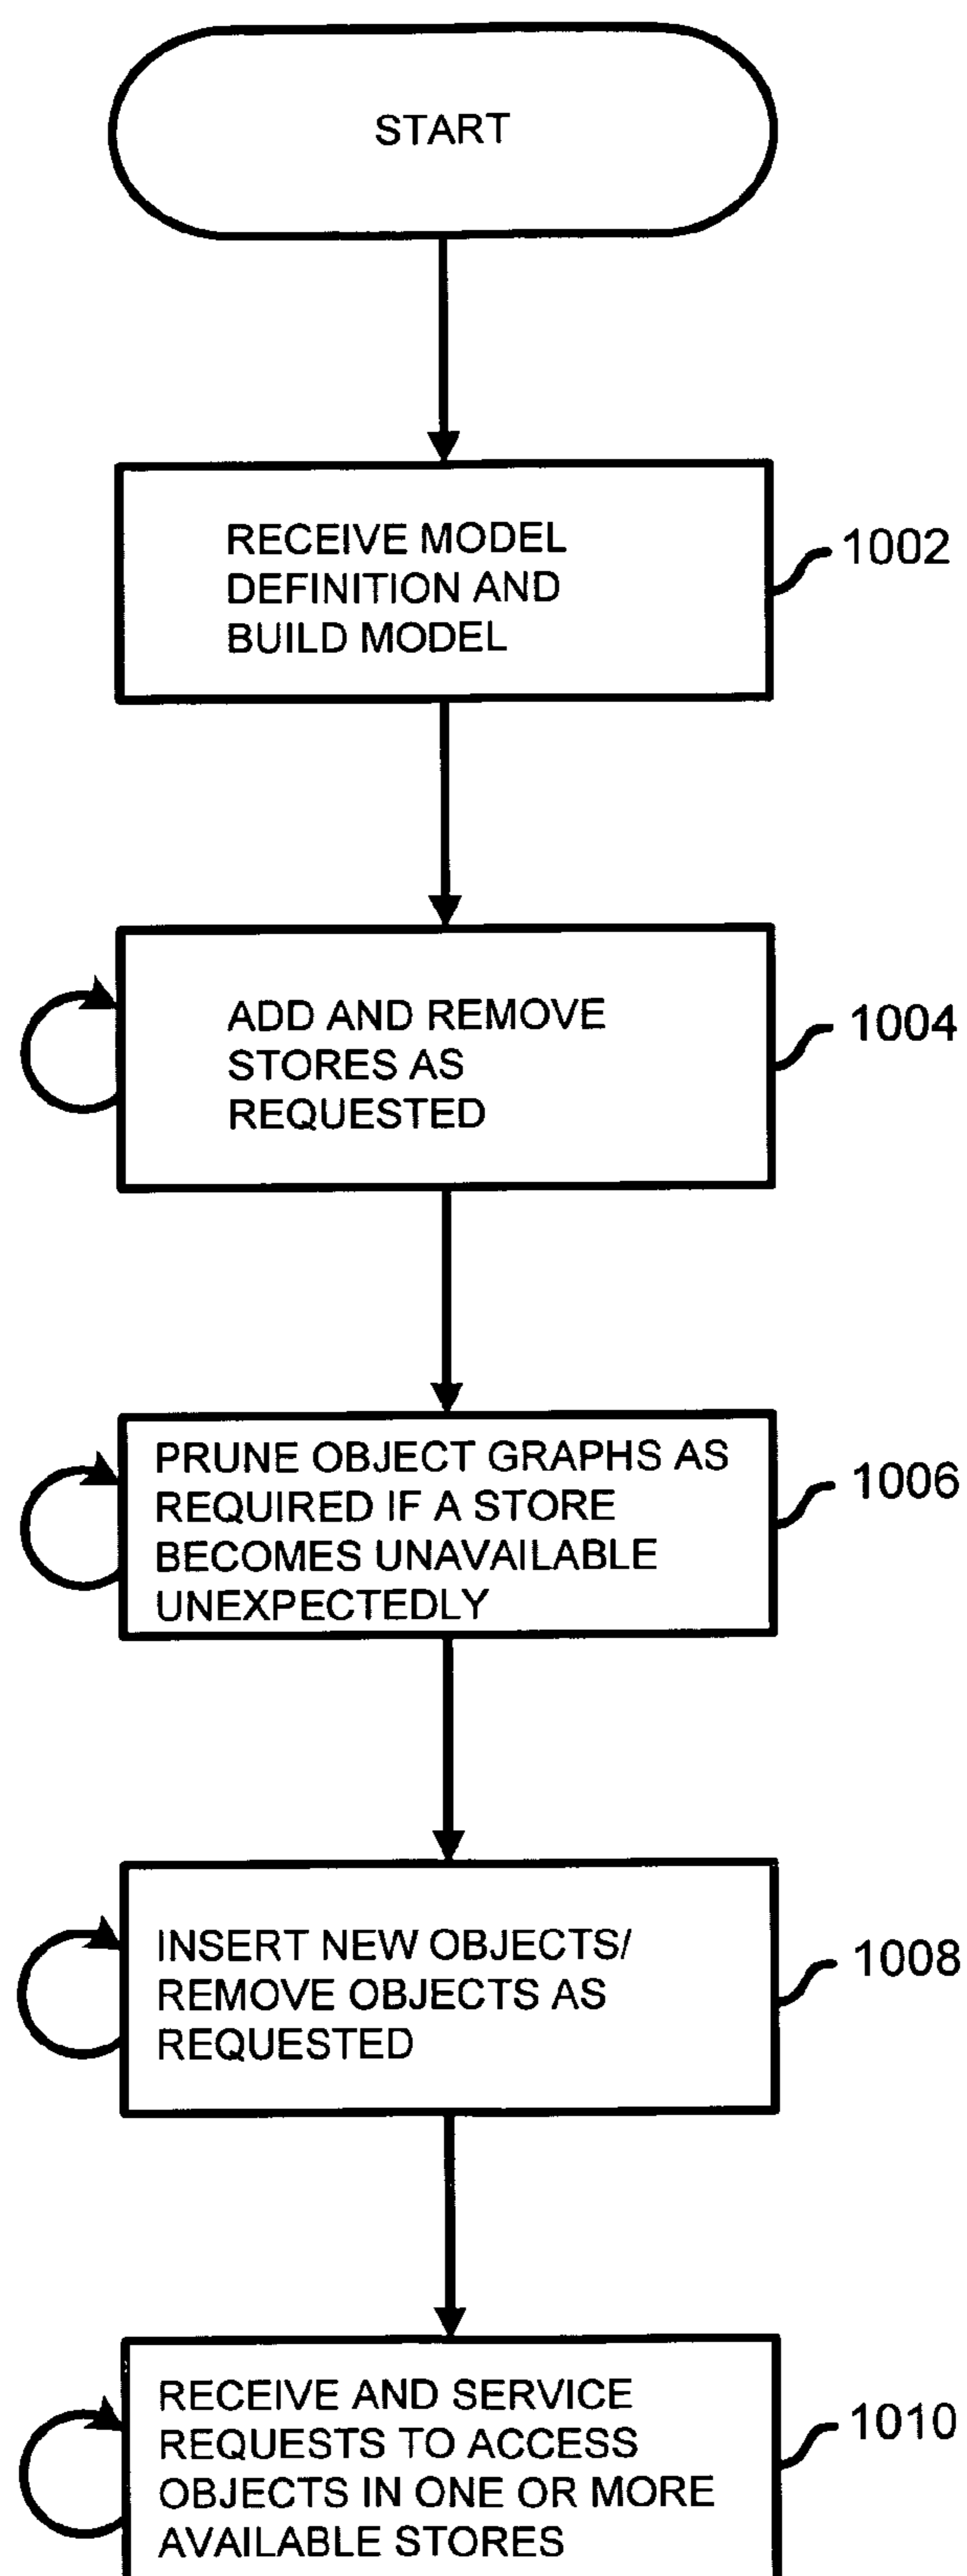 START
RECEIVE MODEL
DEFINITION AND
BUILD MODEL
1002
ADD AND REMOVE
STORES AS
REQUESTED
1004
PRUNE OBJECT GRAPHS AS
REQUIRED IF A STORE
BECOMES UNAVAILABLE
UNEXPECTEDLY
1006
INSERT NEW OBJECTS/
REMOVE OBJECTS AS
REQUESTED
1008
RECEIVE AND SERVICE
REQUESTS TO ACCESS
OBJECTS IN ONE OR MORE
AVAILABLE STORES
1010